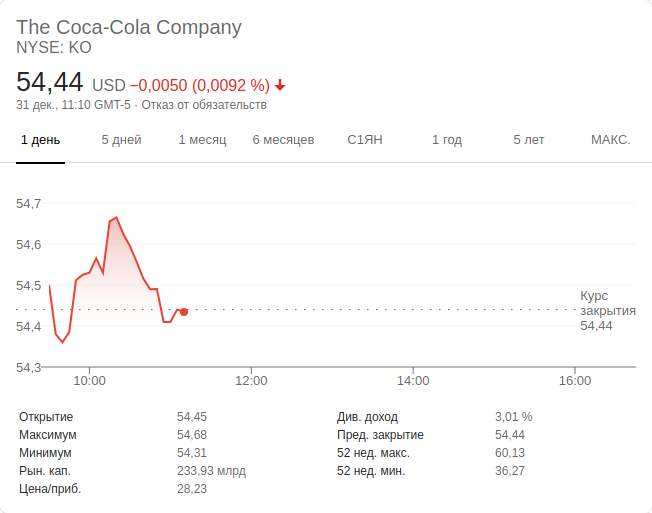 The Coca-Cola Company
NYSE: KO
54,44 USD −0,0050 (0,0092 %)
31 дек., 11:10 GMT-5 · Отказ от обязательств
1 день 5 дней 1 месяц 6 месяцев С1ЯН 1 год 5 лет МАКС.
54,7
54,6
54,5
54,4
54,3
Курс
закрытия
54,44
10:00 12:00 14:00 16:00
Открытие 54,45
Максимум 54,68
Минимум 54,31
Рын. кап. 233,93 млрд
Цена/приб. 28,23
Див. доход 3,01 %
Пред. закрытие 54,44
52 нед. макс. 60,13
52 нед. мин. 36,27